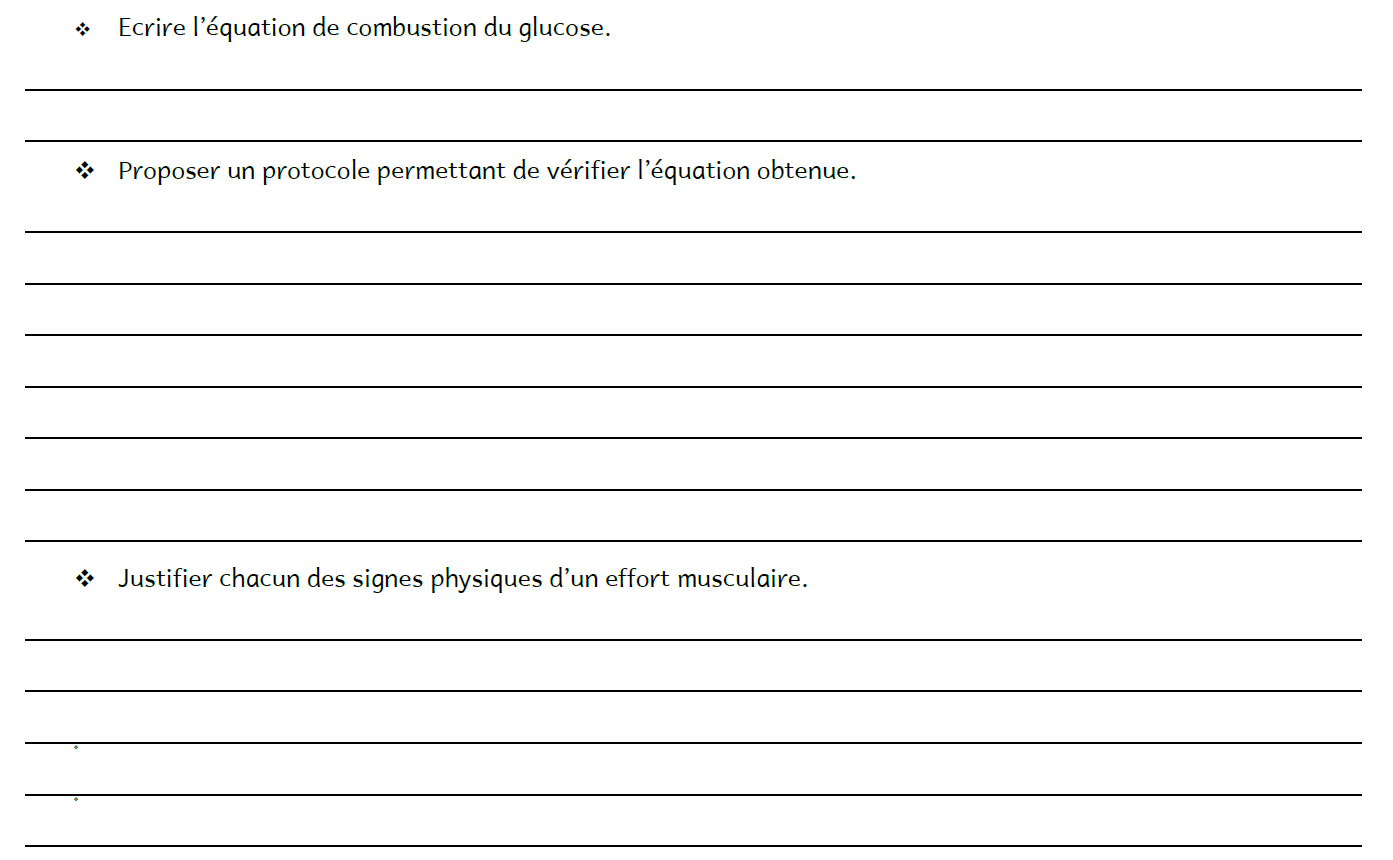 ❖ Ecrire l’équation de combustion du glucose.
❖ Proposer un protocole permettant de vérifier l’équation obtenue.
❖ Justifier chacun des signes physiques d’un effort musculaire.